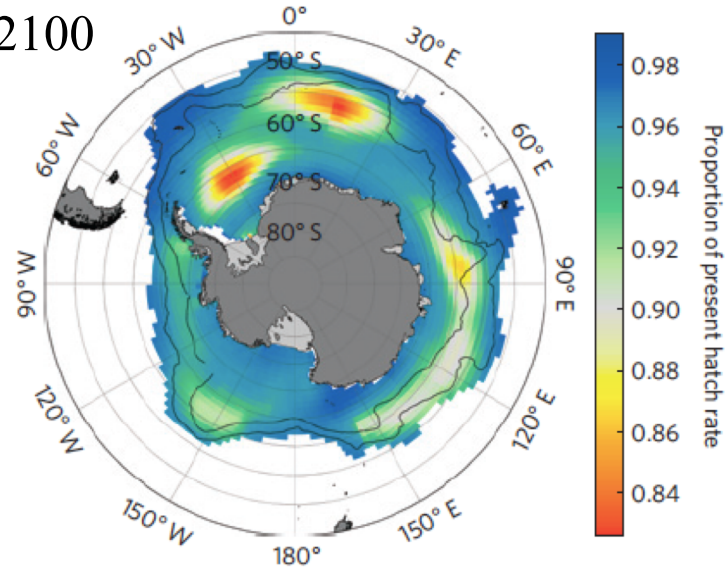 2100
0°
30° W
30° E
50° S
60° S
60° W
60° E
70° S
80° S
90° W
90° E
120° W
120° E
150° W
150° E
180°
0.98
0.96
0.94
0.92
0.90
0.88
0.86
0.84
Proportion of present hatch rate